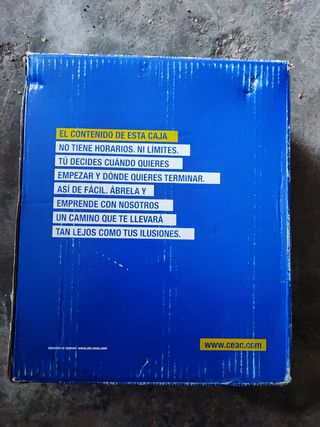 EL CONTENIDO DE ESTA CAJA
NO TIENE HORARIOS. NI LÍMITES.
TÚ DECIDES CUÁNDO QUIERES
EMPEZAR Y DÓNDE QUIERES TERMINAR.
ASÍ DE FÁCIL. ÁBRELA Y
EMPRENDE CON NOSOTROS
UN CAMINO QUE TE LLEVARÁ
TAN LEJOS COMO TUS ILUSIONES.
www.ceac.com